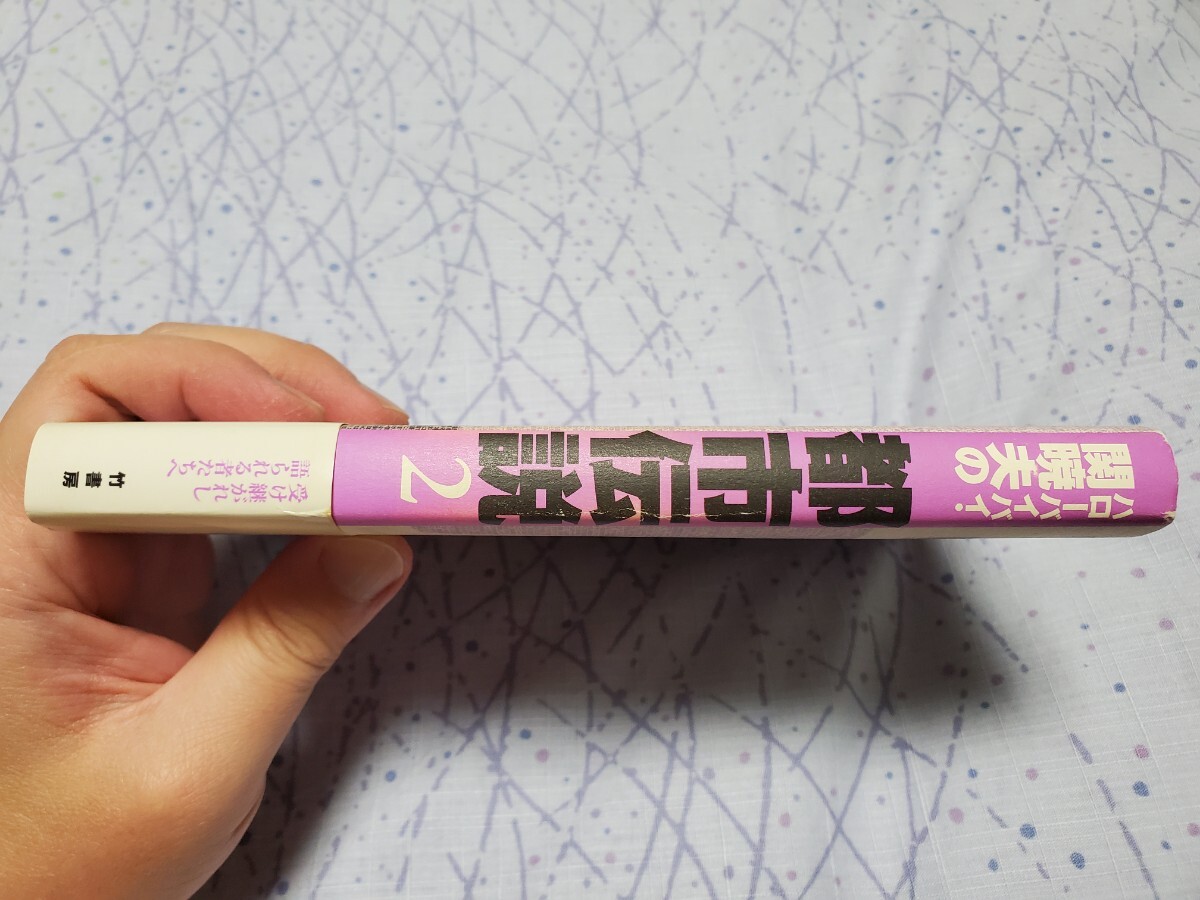 ハローバイバイ・
関暁夫の
都市伝説
2
受け継がれし
語られる者たちへ
竹書房